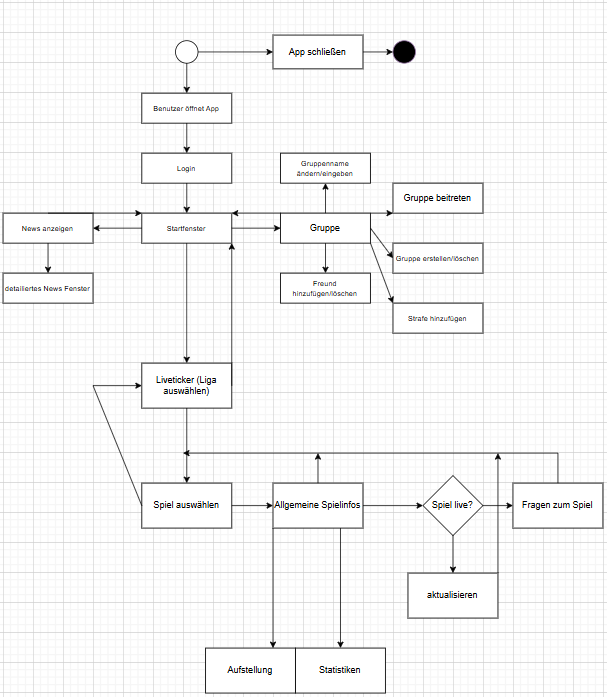 App schließen
Benutzer öffnet App
Login
Gruppenname
ändern/eingeben
Gruppe beitreten
News anzeigen
Startfenster
Gruppe
Gruppe erstellen/löschen
detailiertes News Fenster
Freund
hinzufügen/löschen
Strafe hinzufügen
Liveticker (Liga
auswählen)
Spiel auswählen
Allgemeine Spielinfos
Spiel live?
Fragen zum Spiel
aktualisieren
Aufstellung
Statistiken